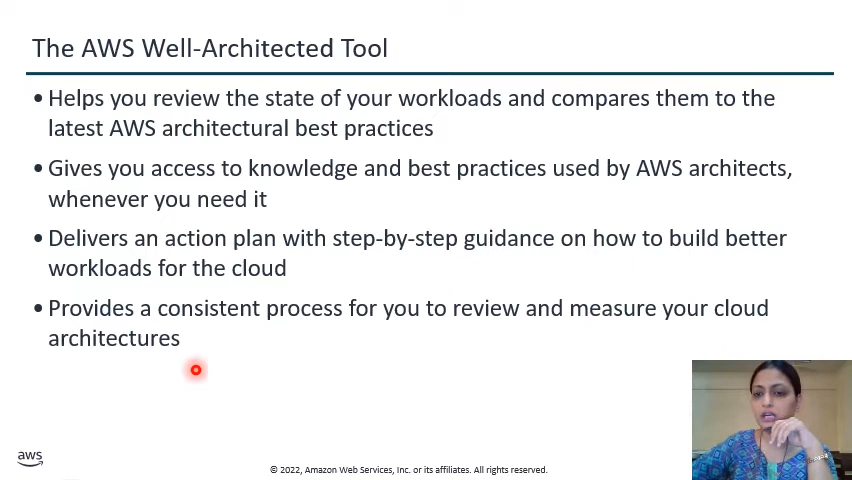 The AWS Well-Architected Tool
• Helps you review the state of your workloads and compares them to the
latest AWS architectural best practices
• Gives you access to knowledge and best practices used by AWS architects,
whenever you need it
• Delivers an action plan with step-by-step guidance on how to build better
workloads for the cloud
• Provides a consistent process for you to review and measure your cloud
architectures
aws
© 2022, Amazon Web Services, Inc. or its affiliates. All rights reserved.